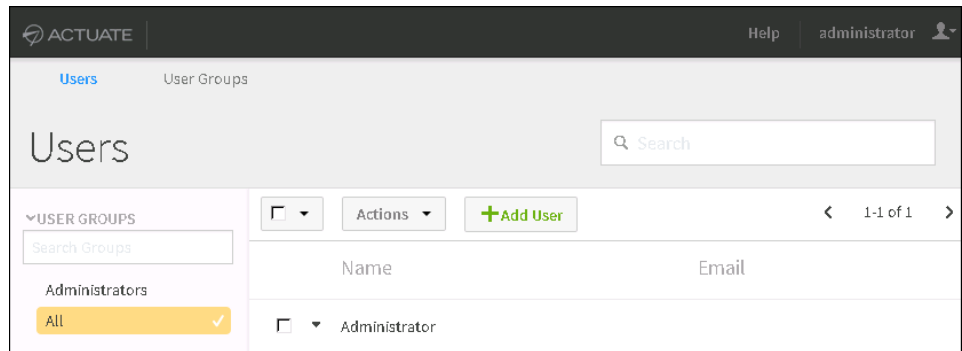 ACTUATE Help administrator
Users User Groups
Users
Search
USER GROUPS
Search Groups
Administrators
All
Actions Add User 1-1 of 1
Name Email
Administrator